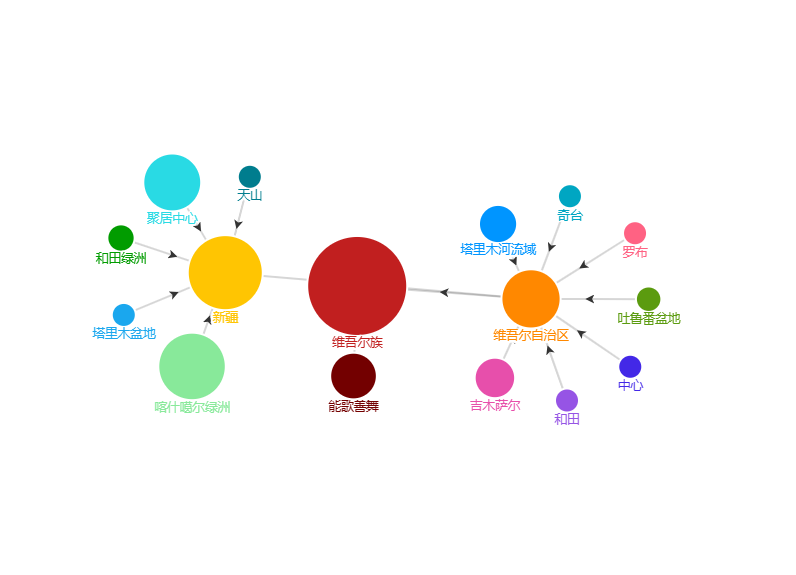 天山
聚居中心
奇台
塔里木河流域
罗布
和田绿洲
新疆
吐鲁番盆地
塔里木盆地
维吾尔自治区
维吾尔族
中心
喀什噶尔绿洲
能歌善舞
吉木萨尔
和田